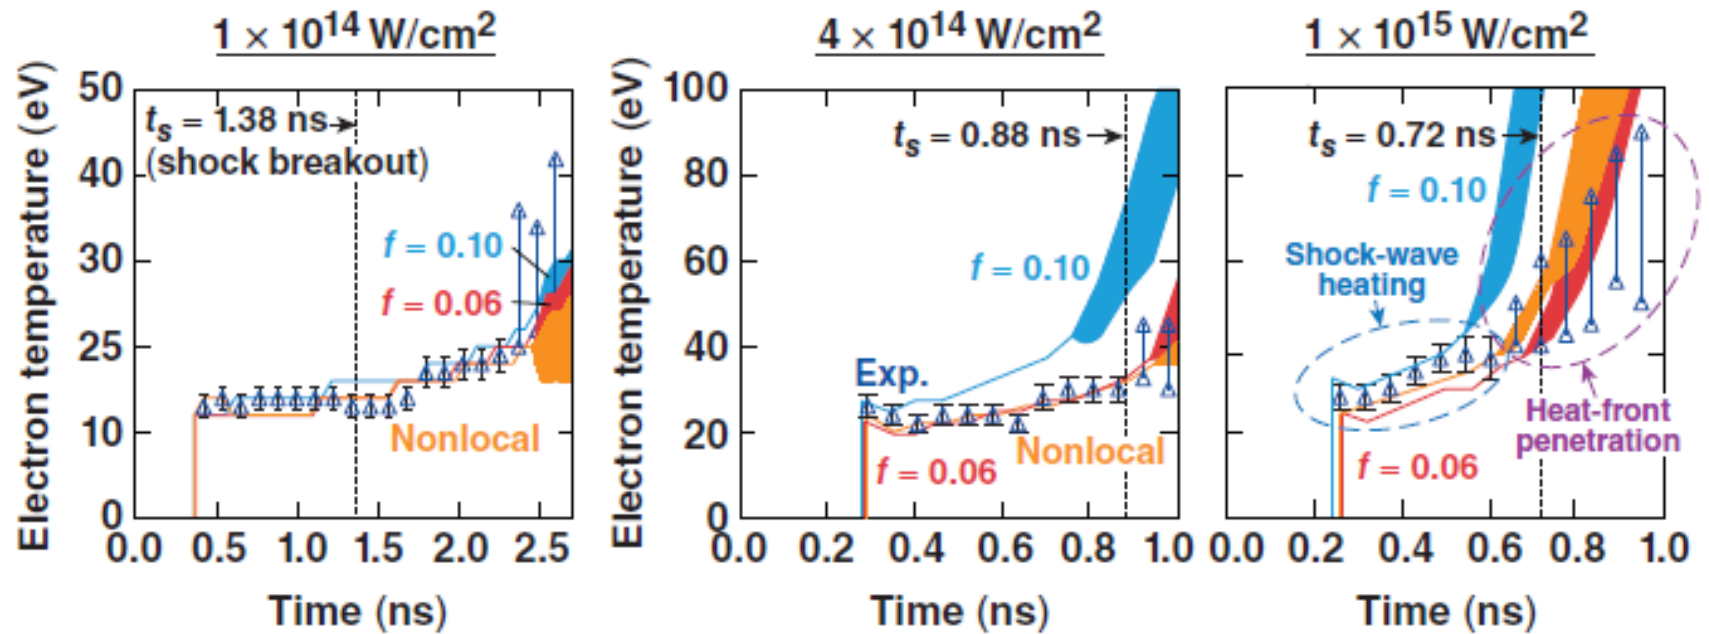 1 × 10¹⁴ W/cm²
4 × 10¹⁴ W/cm²
1 × 10¹⁵ W/cm²
Electron temperature (eV)
50
40
30
25
10
0
tₛ = 1.38 ns
(shock breakout)
f = 0.10
f = 0.06
Nonlocal
0.0 0.5 1.0 1.5 2.0 2.5
Time (ns)
Electron temperature (eV)
100
80
60
40
20
0
tₛ = 0.88 ns
f = 0.10
Exp.
Nonlocal
f = 0.06
0.0 0.2 0.4 0.6 0.8 1.0
Time (ns)
tₛ = 0.72 ns
f = 0.10
Shock-wave
heating
Heat-front
penetration
f = 0.06
0.0 0.2 0.4 0.6 0.8 1.0
Time (ns)